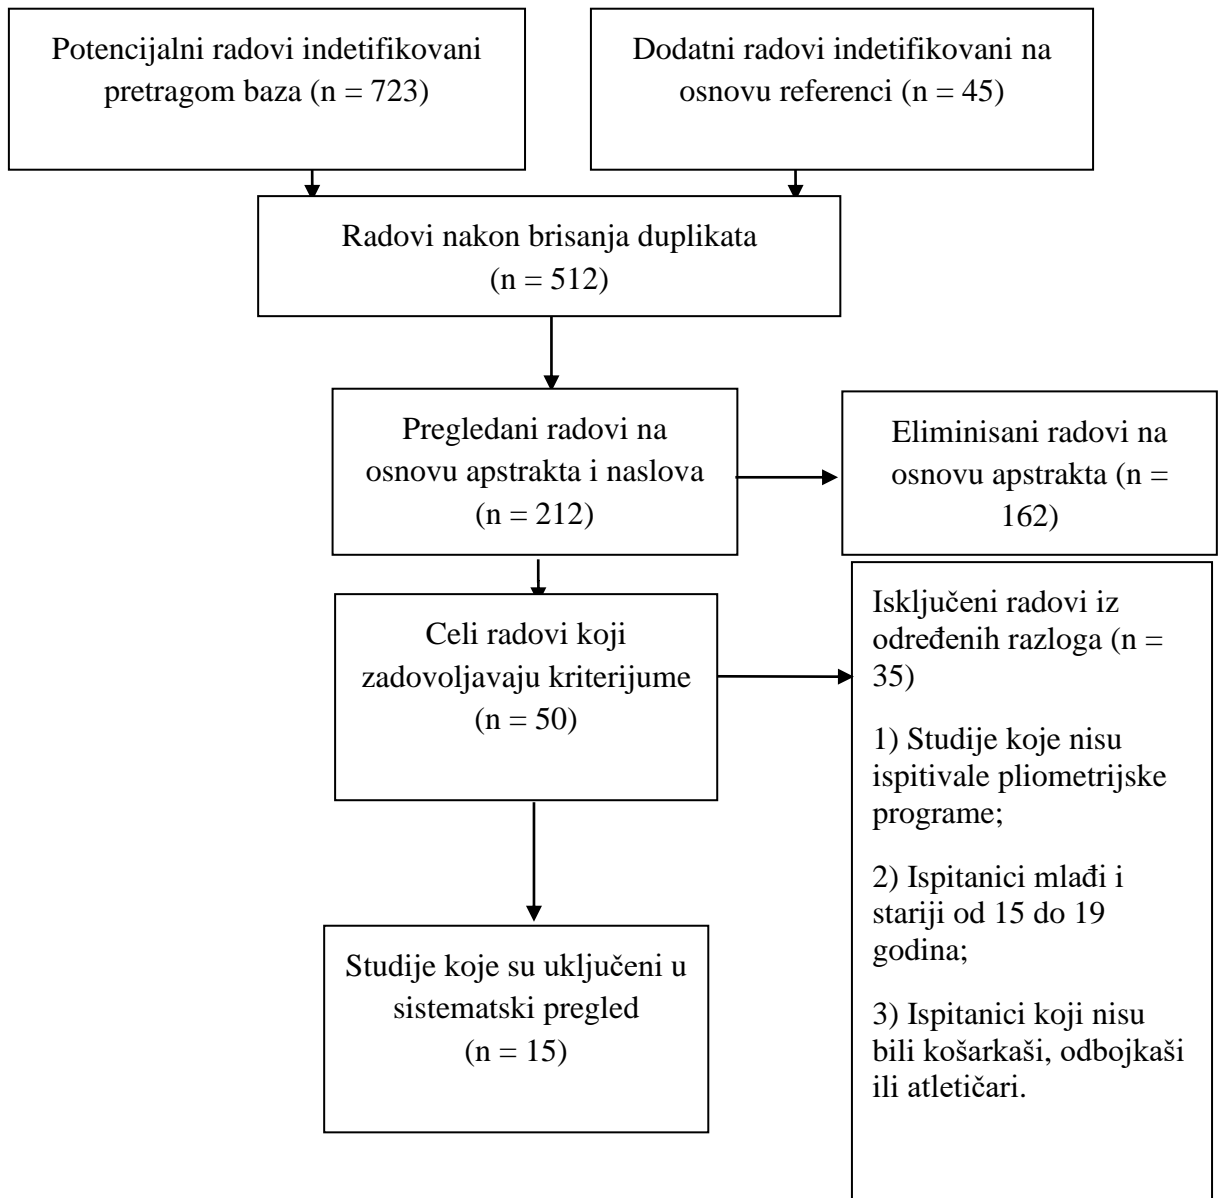 Potencijalni radovi indetifikovani
pretragom baza (n = 723)
Dodatni radovi indetifikovani na
osnovu referenci (n = 45)
Radovi nakon brisanja duplikata
(n = 512)
Pregledani radovi na
osnovu apstrakta i naslova
(n = 212)
Eliminisani radovi na
osnovu apstrakta (n =
162)
Celi radovi koji
zadovoljavaju kriterijume
(n = 50)
Isključeni radovi iz
određenih razloga (n =
35)
1) Studije koje nisu
ispitivale pliometrijske
programe;
2) Ispitanici mlađi i
stariji od 15 do 19
godina;
3) Ispitanici koji nisu
bili košarkaši, odbojkaši
ili atletičari.
Studije koje su uključeni u
sistematski pregled
(n = 15)